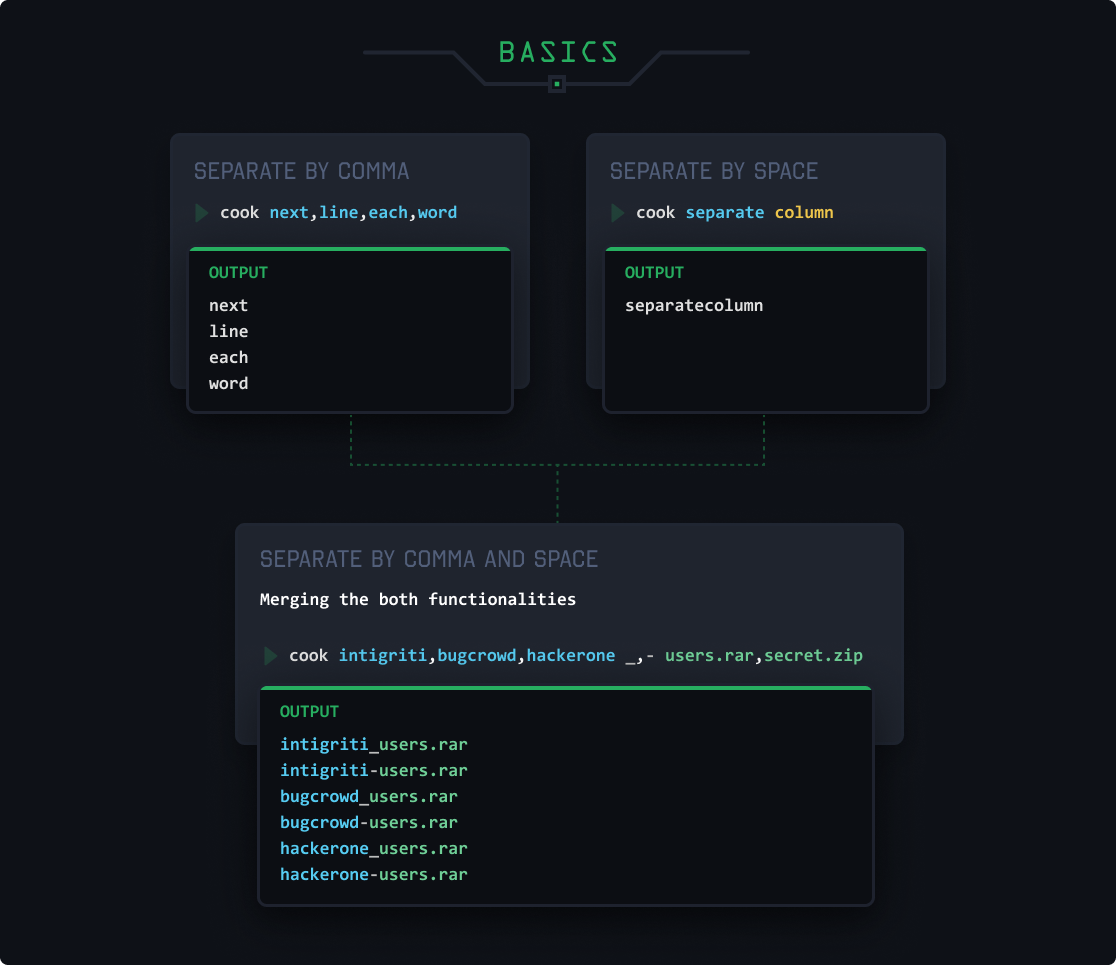 BASICS
SEPARATE BY COMMA
cook next,line,each,word
OUTPUT
next
line
each
word
SEPARATE BY SPACE
cook separate column
OUTPUT
separatecolumn
SEPARATE BY COMMA AND SPACE
Merging the both functionalities
cook intigriti,bugcrowd,hackerone _,- users.rar,secret.zip
OUTPUT
intigriti_users.rar
intigriti-users.rar
bugcrowd_users.rar
bugcrowd-users.rar
hackerone_users.rar
hackerone-users.rar